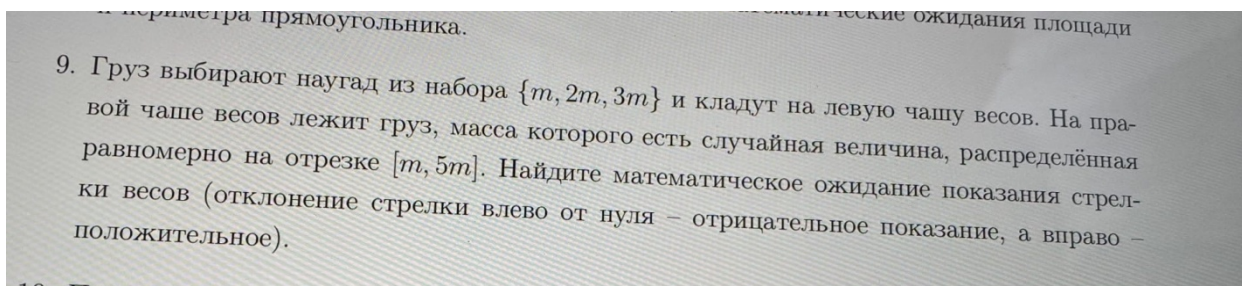 и периметра прямоугольника.
ожидания площади
9. Груз выбирают наугад из набора {m, 2m, 3m} и кладут на левую чашу весов. На пра-
вой чаше весов лежит груз, масса которого есть случайная величина, распределённая
равномерно на отрезке [m, 5m]. Найдите математическое ожидание показания стрел-
ки весов (отклонение стрелки влево от нуля – отрицательное показание, а вправо –
положительное).